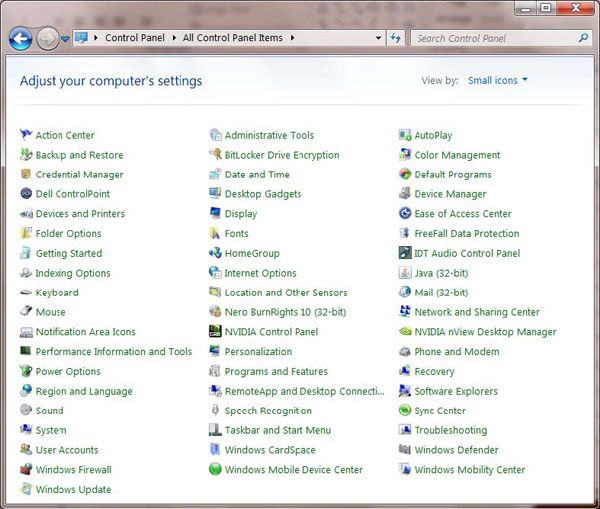 Control Panel ▸ All Control Panel Items ▸
Search Control Panel
Adjust your computer's settings
View by: Small icons
Action Center Administrative Tools AutoPlay
Backup and Restore BitLocker Drive Encryption Color Management
Credential Manager Date and Time Default Programs
Dell ControlPoint Desktop Gadgets Device Manager
Devices and Printers Display Ease of Access Center
Folder Options Fonts FreeFall Data Protection
Getting Started HomeGroup IDT Audio Control Panel
Indexing Options Internet Options Java (32-bit)
Keyboard Location and Other Sensors Mail (32-bit)
Mouse Nero BurnRights 10 (32-bit) Network and Sharing Center
Notification Area Icons NVIDIA Control Panel NVIDIA nView Desktop Manager
Performance Information and Tools Personalization Phone and Modem
Power Options Programs and Features Recovery
Region and Language RemoteApp and Desktop Connecti... Software Explorers
Sound Speech Recognition Sync Center
System Taskbar and Start Menu Troubleshooting
User Accounts Windows CardSpace Windows Defender
Windows Firewall Windows Mobile Device Center Windows Mobility Center
Windows Update